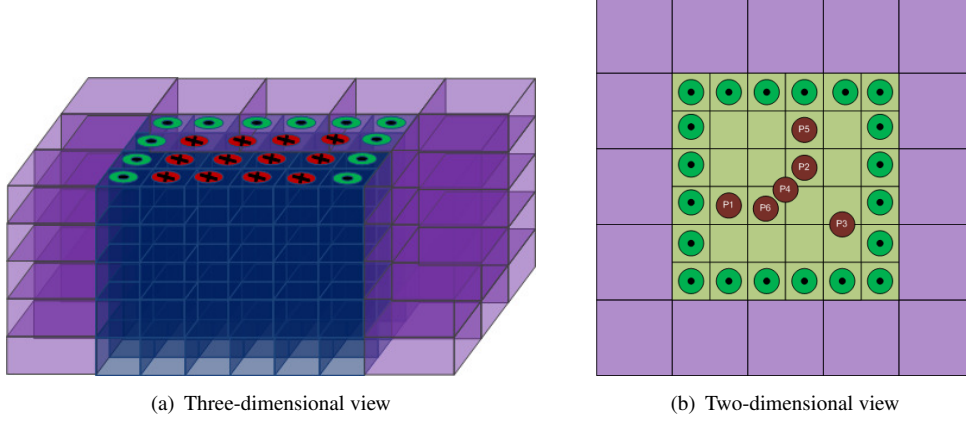 P5
P2
P4
P1
P6
P3
(a) Three-dimensional view
(b) Two-dimensional view